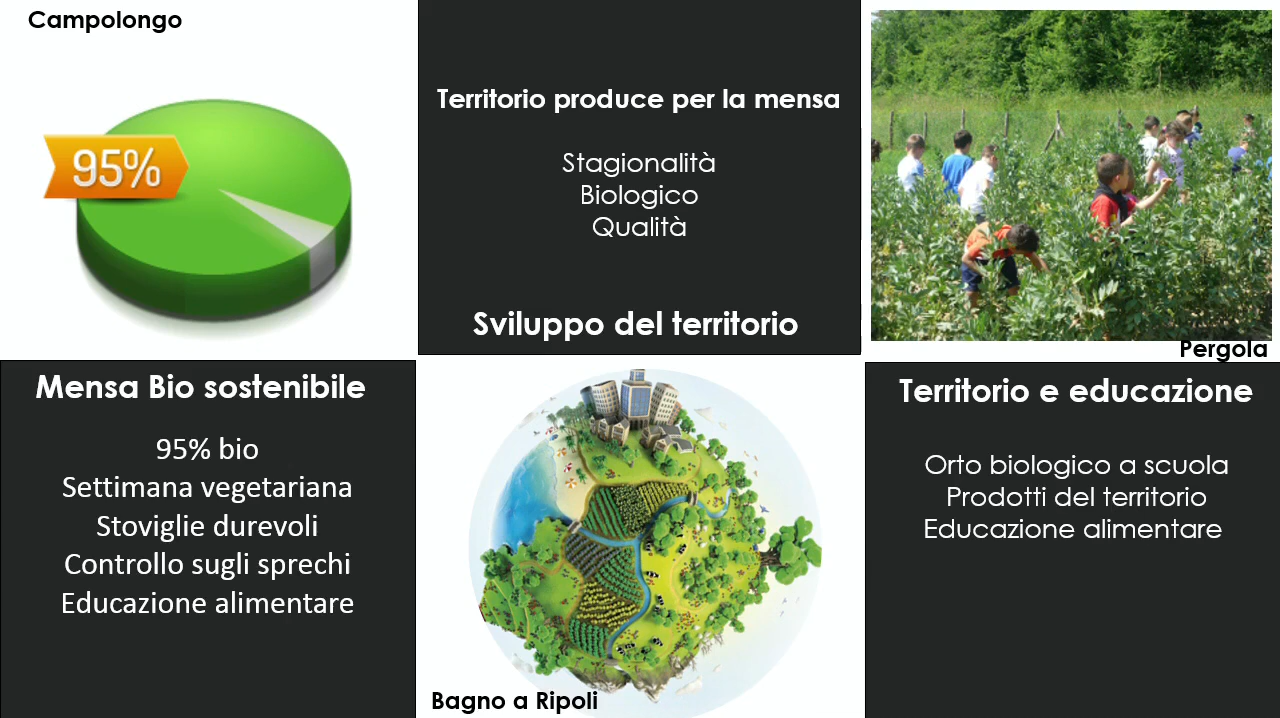 Campolongo
95%
Mensa Bio sostenibile
95% bio
Settimana vegetariana
Stoviglie durevoli
Controllo sugli sprechi
Educazione alimentare
Territorio produce per la mensa
Stagionalità
Biologico
Qualità
Sviluppo del territorio
Bagno a Ripoli
Pergola
Territorio e educazione
Orto biologico a scuola
Prodotti del territorio
Educazione alimentare